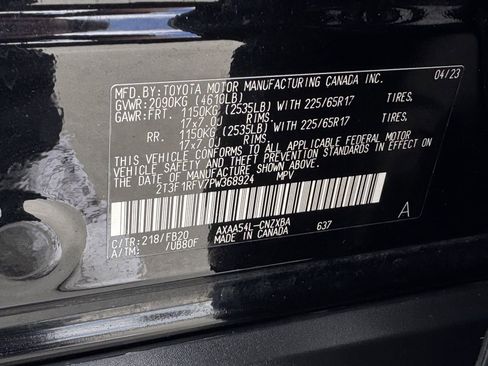 MFD. BY: TOYOTA MOTOR MANUFACTURING CANADA INC. 04/23
GVWR: 2090KG (4610LB)
GAWR: FRT. 1150KG (2535LB) WITH 225/65R17 TIRES,
17x7.0J RIMS.
RR. 1150KG (2535LB) WITH 225/65R17 TIRES,
17x7.0J RIMS.
THIS VEHICLE CONFORMS TO ALL APPLICABLE FEDERAL MOTOR
VEHICLE SAFETY AND THEFT PREVENTION STANDARDS IN EFFECT
ON THE DATE OF MANUFACTURE SHOWN ABOVE.
2T3F1RFV7PW368924 MPV
C/TR: 218/FB20 AXAA54L-CNZXBA A
A/TM: /UB80F MADE IN CANADA 637